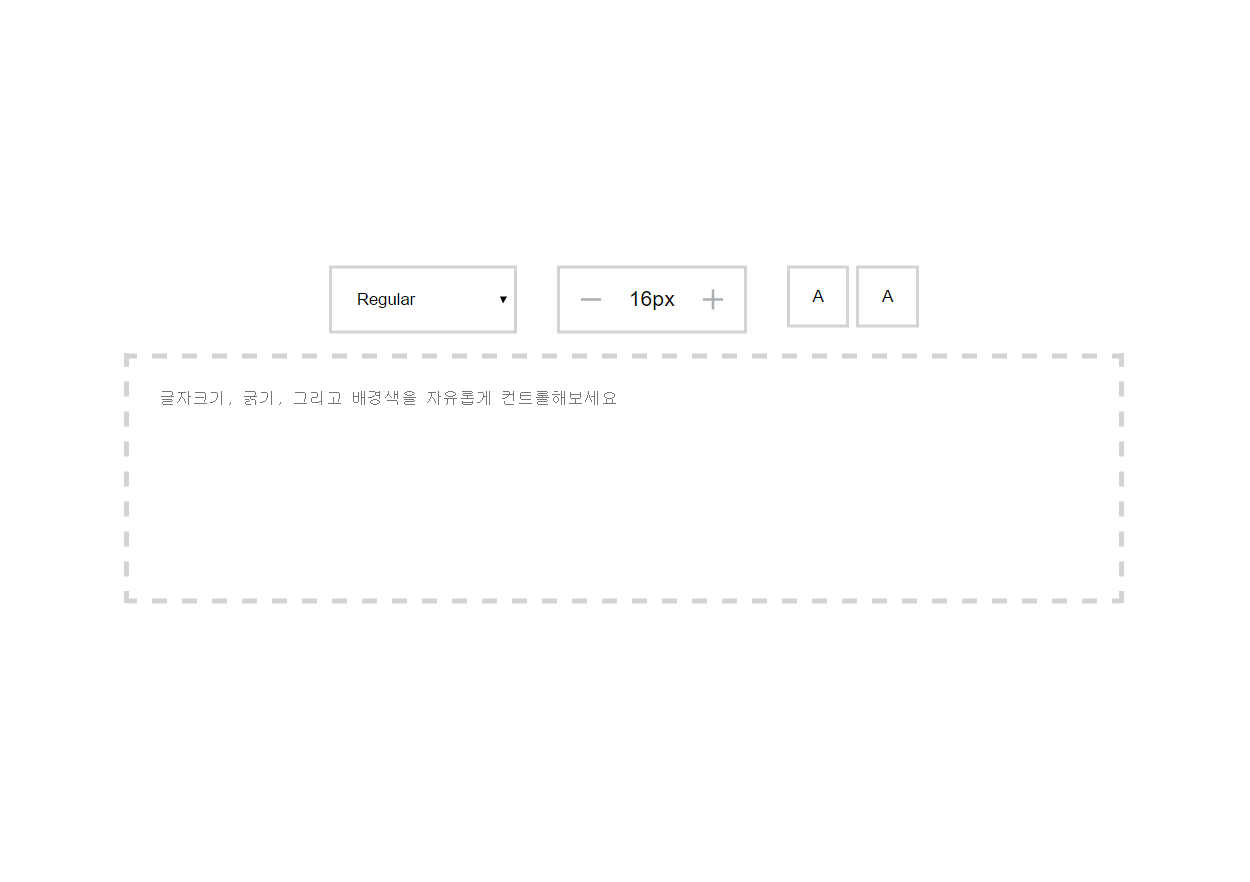 Regular ▼ — 16px + A A
글자크기, 굵기, 그리고 배경색을 자유롭게 컨트롤해보세요